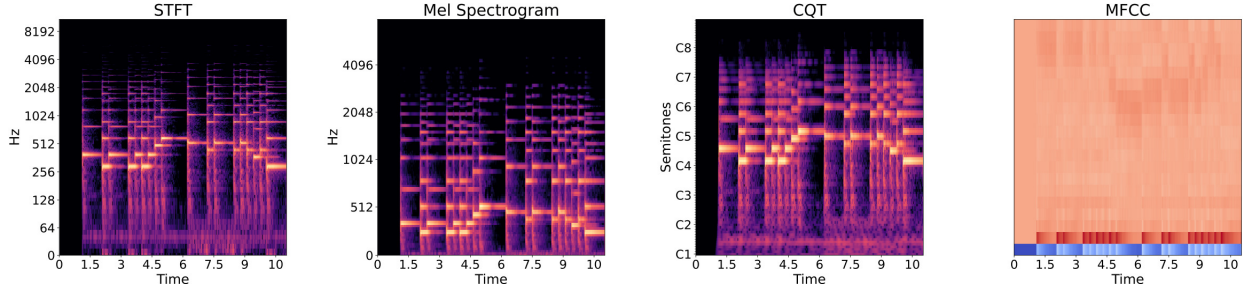 STFT
Hz
8192
4096
2048
1024
512
256
128
64
0
0 1.5 3 4.5 6 7.5 9 10
Time
Mel Spectrogram
Hz
4096
2048
1024
512
0
0 1.5 3 4.5 6 7.5 9 10
Time
CQT
Semitones
C8
C7
C6
C5
C4
C3
C2
C1
0 1.5 3 4.5 6 7.5 9 10
Time
MFCC
0 1.5 3 4.5 6 7.5 9 10
Time